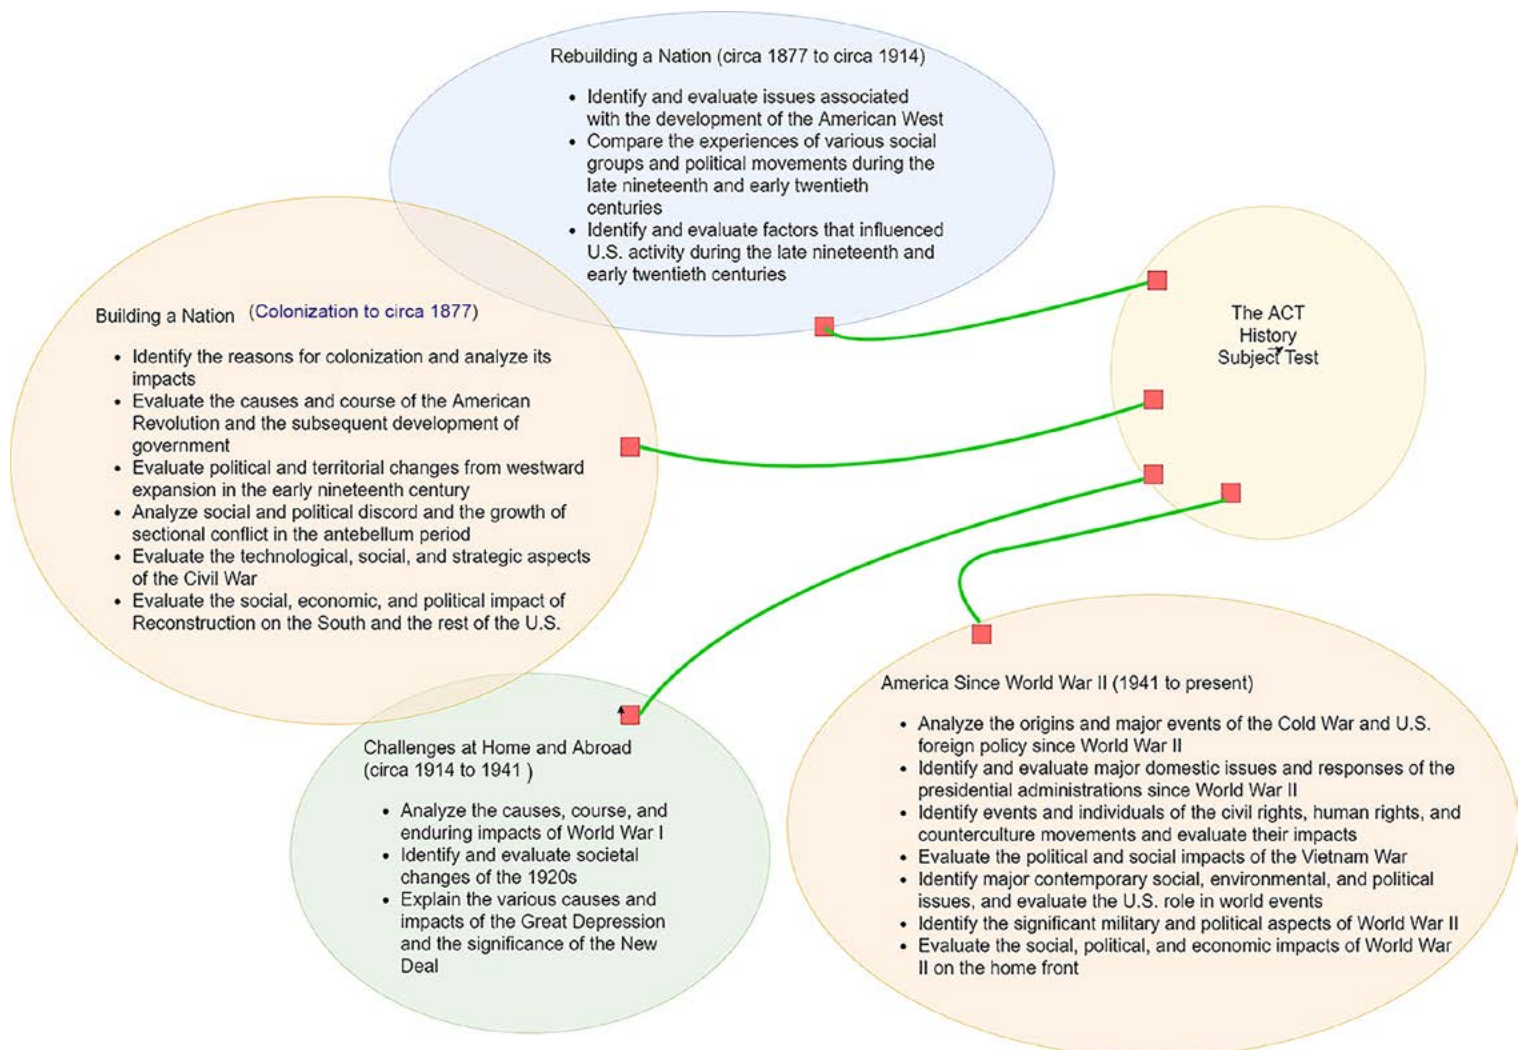 Rebuilding a Nation (circa 1877 to circa 1914)
• Identify and evaluate issues associated
with the development of the American West
• Compare the experiences of various social
groups and political movements during the
late nineteenth and early twentieth
centuries
• Identify and evaluate factors that influenced
U.S. activity during the late nineteenth and
early twentieth centuries
Building a Nation (Colonization to circa 1877)
• Identify the reasons for colonization and analyze its
impacts
• Evaluate the causes and course of the American
Revolution and the subsequent development of
government
• Evaluate political and territorial changes from westward
expansion in the early nineteenth century
• Analyze social and political discord and the growth of
sectional conflict in the antebellum period
• Evaluate the technological, social, and strategic aspects
of the Civil War
• Evaluate the social, economic, and political impact of
Reconstruction on the South and the rest of the U.S.
The ACT
History
Subject Test
Challenges at Home and Abroad
(circa 1914 to 1941 )
• Analyze the causes, course, and
enduring impacts of World War I
• Identify and evaluate societal
changes of the 1920s
• Explain the various causes and
impacts of the Great Depression
and the significance of the New
Deal
America Since World War II (1941 to present)
• Analyze the origins and major events of the Cold War and U.S.
foreign policy since World War II
• Identify and evaluate major domestic issues and responses of the
presidential administrations since World War II
• Identify events and individuals of the civil rights, human rights, and
counterculture movements and evaluate their impacts
• Evaluate the political and social impacts of the Vietnam War
• Identify major contemporary social, environmental, and political
issues, and evaluate the U.S. role in world events
• Identify the significant military and political aspects of World War II
• Evaluate the social, political, and economic impacts of World War
II on the home front